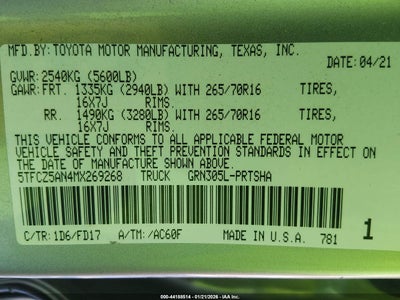 MFD.BY: TOYOTA MOTOR MANUFACTURING, TEXAS, INC.
DATE: 04/21
GVWR: 2540KG (5600LB)
GAWR: FRT. 1335KG (2940LB) WITH 265/70R16 TIRES,
16X7J RIMS.
RR. 1490KG (3280LB) WITH 265/70R16 TIRES,
16X7J RIMS.
THIS VEHICLE CONFORMS TO ALL APPLICABLE FEDERAL MOTOR
VEHICLE SAFETY AND THEFT PREVENTION STANDARDS IN EFFECT
ON THE DATE OF MANUFACTURE SHOWN ABOVE.
5TFCZ5AN4MX269268 TRUCK GRN305L-PRTSHA
C/TR: 1D6/FD17 A/TM: /AC60F MADE IN U.S.A. 781
1
000-44188514 - 01/21/2026 - IAAI.COM